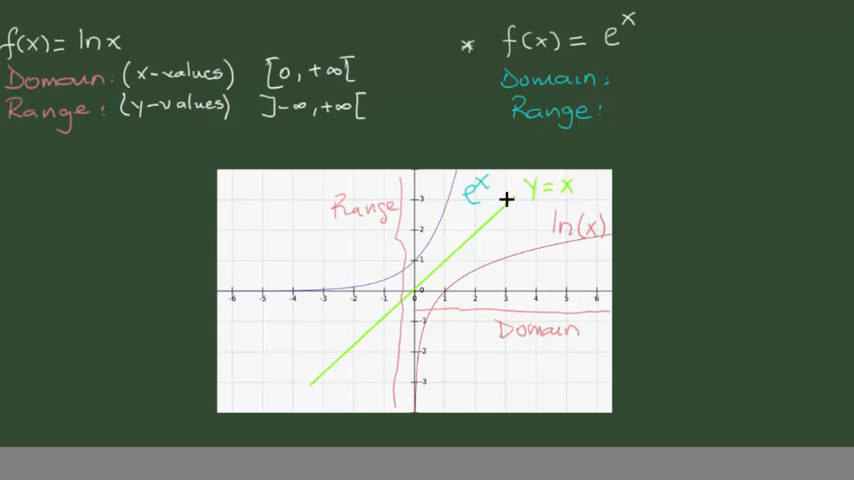 f(x) = ln x
Domain: (x-values) [0, +∞[
Range: (y-values) ]-∞, +∞[
* f(x) = e^x
Domain:
Range:
Range
e^x
y = x
ln(x)
Domain
3
2
1
0
-1
-2
-3
-6 -5 -4 -3 -2 -1 0 1 2 3 4 5 6